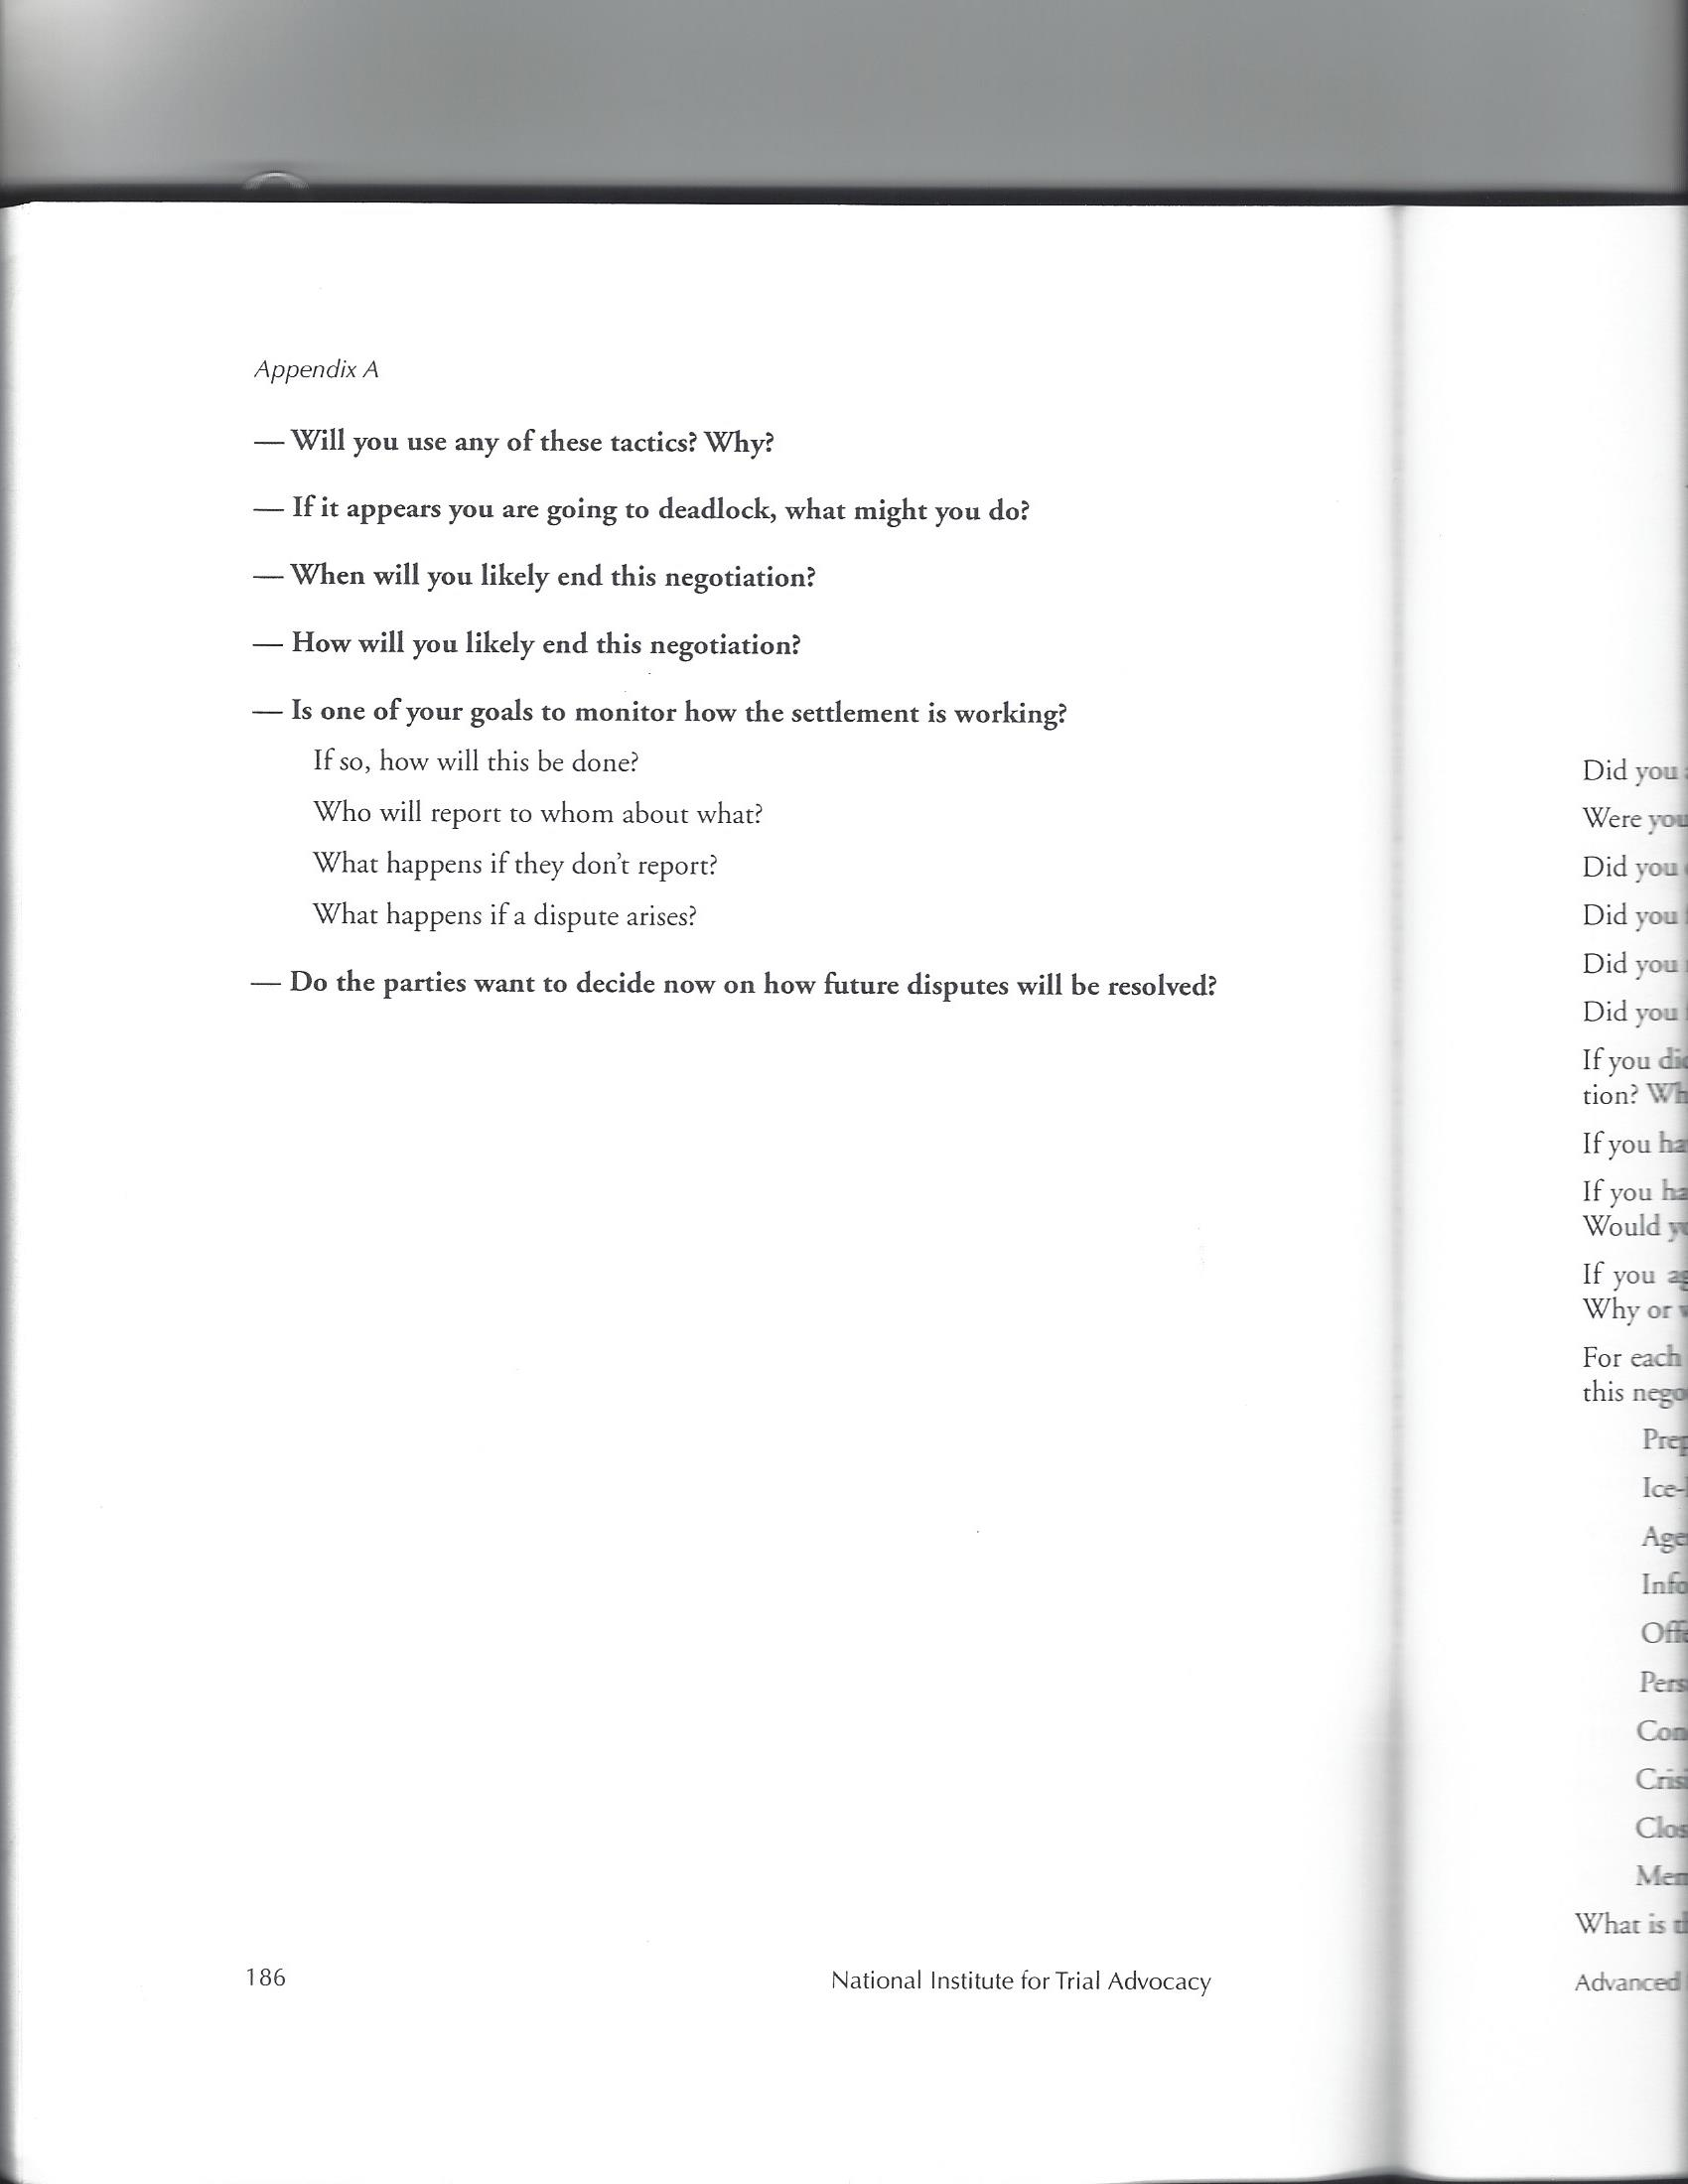 Appendix A
— Will you use any of these tactics? Why?
— If it appears you are going to deadlock, what might you do?
— When will you likely end this negotiation?
— How will you likely end this negotiation?
— Is one of your goals to monitor how the settlement is working?
If so, how will this be done?
Who will report to whom about what?
What happens if they don't report?
What happens if a dispute arises?
— Do the parties want to decide now on how future disputes will be resolved?
186
National Institute for Trial Advocacy
Did you
Were you
Did you
Did you
Did you
Did you
If you
tion?
If you
If you
Would
If you
Why or
For each
this
What is
Advanced